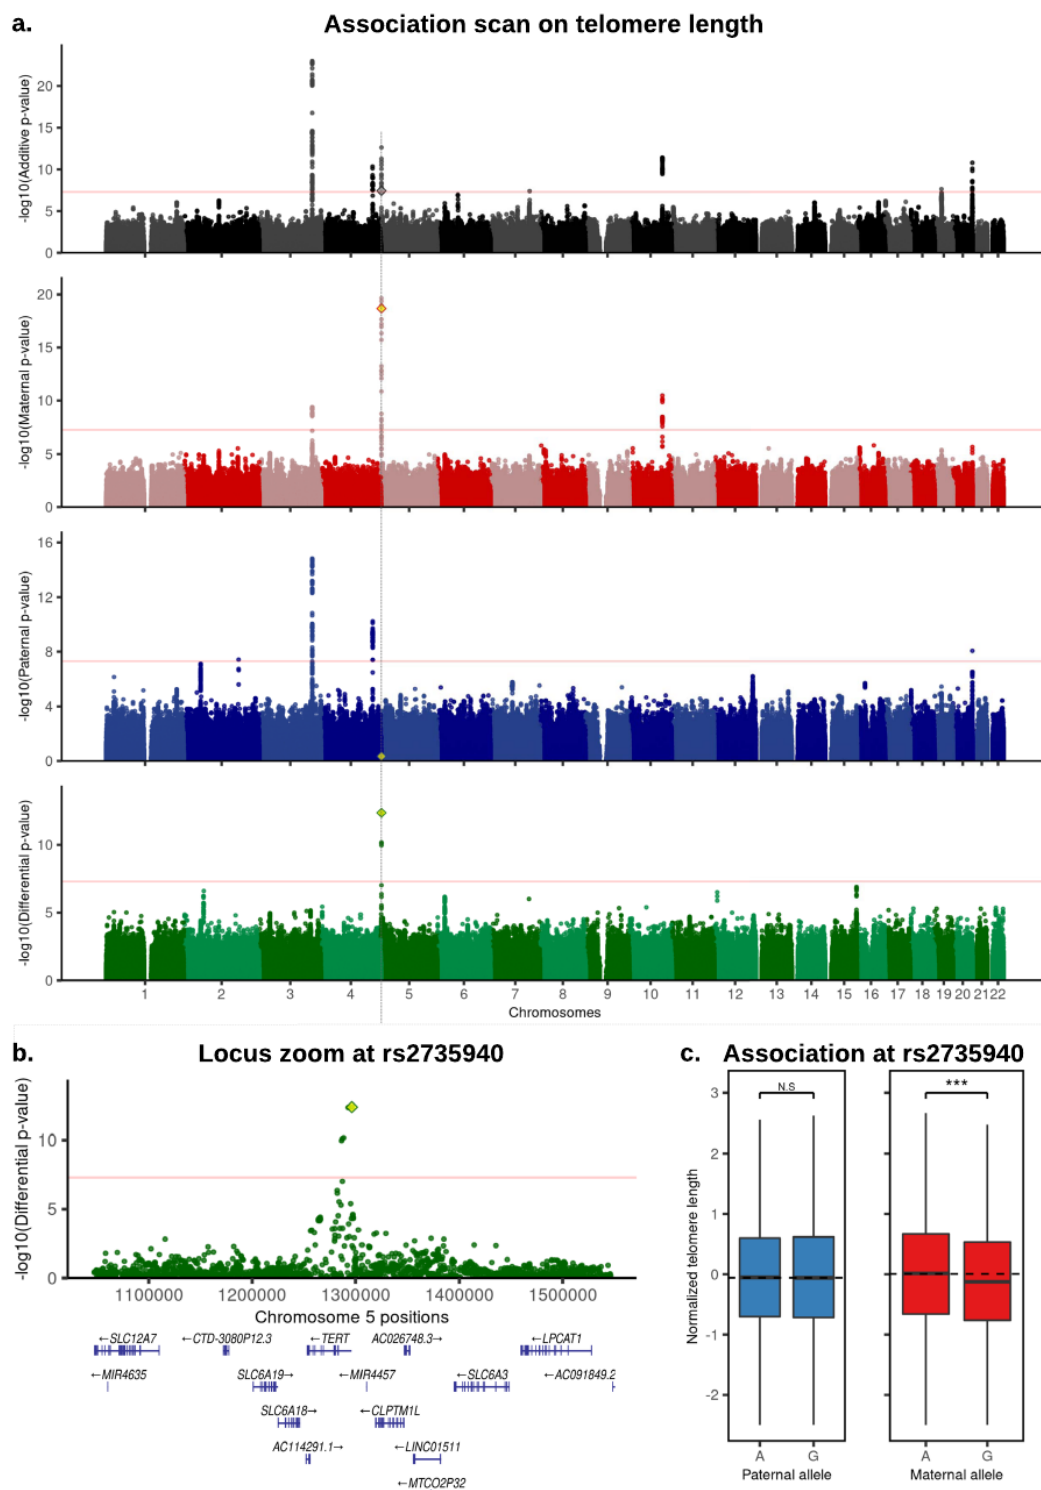 a.
Association scan on telomere length
-log10(Additive p-value)
20
15
10
5
0
-log10(Maternal p-value)
20
15
10
5
0
-log10(Paternal p-value)
16
12
8
4
0
-log10(Differential p-value)
10
5
0
1 2 3 4 5 6 7 8 9 10 11 12 13 14 15 16 17 18 19 20 21 22
Chromosomes
b.
Locus zoom at rs2735940
-log10(Differential p-value)
10
5
0
1100000 1200000 1300000 1400000 1500000
Chromosome 5 positions
←SLC12A7 ←CTD-3080P12.3 ←TERT AC026748.3→ ←LPCAT1
←MIR4635 SLC6A19→ ←MIR4457 ←SLC6A3 ←AC091849.2
SLC6A18→ ←CLPTM1L
AC114291.1→ ←LINC01511
←MTCO2P32
c.
Association at rs2735940
Normalized telomere length
3
2
1
0
-1
-2
N.S
***
A G A G
Paternal allele Maternal allele